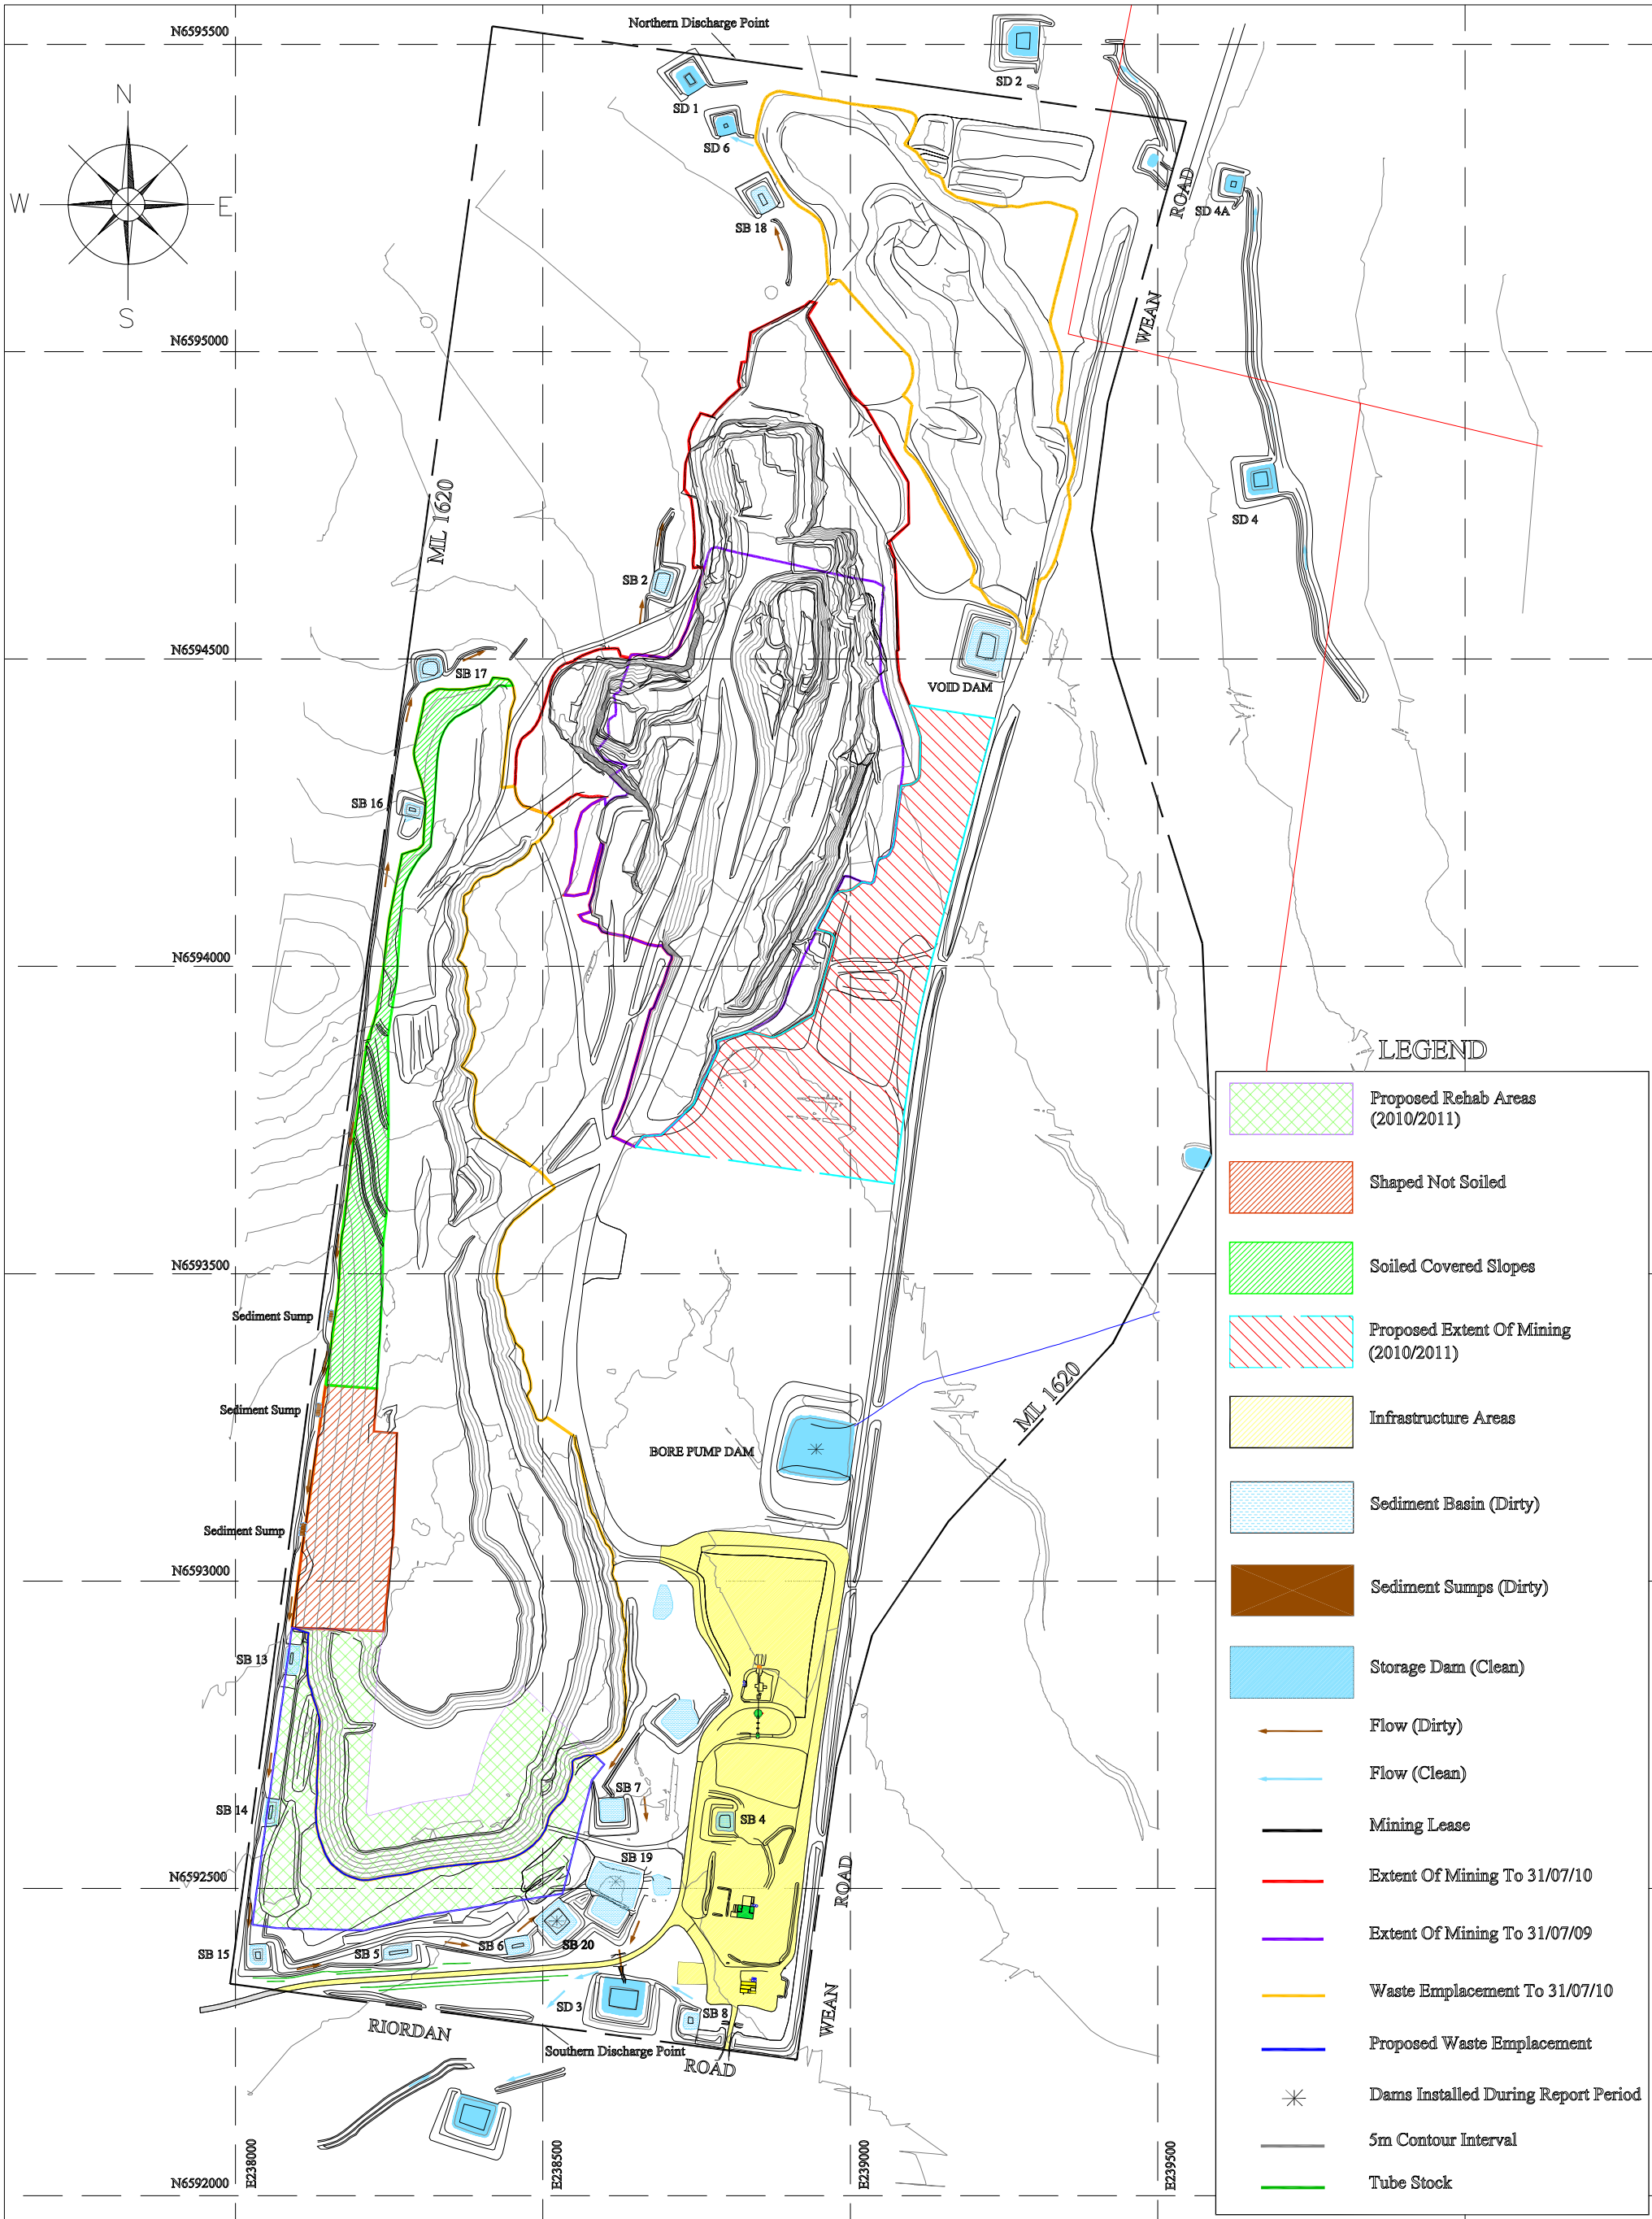 Northern Discharge Point
N6595500
N
W
E
S
SD 1
SD 2
SD 6
SB 18
SD 4A
ROAD
WEAN
N6595000
ML 1620
SD 4
SB 2
N6594500
SB 17
VOID DAM
SB 16
N6594000
N6593500
Sediment Sump
Sediment Sump
ML 1620
BORE PUMP DAM
Sediment Sump
N6593000
SB 13
SB 14
SB 7
SB 4
SB 19
N6592500
ROAD
SB 15
SB 5
SB 6
SB 20
SD 3
SB 8
WEAN
RIORDAN
Southern Discharge Point
ROAD
N6592000
E238000
E238500
E239000
E239500
LEGEND
Proposed Rehab Areas
(2010/2011)
Shaped Not Soiled
Soiled Covered Slopes
Proposed Extent Of Mining
(2010/2011)
Infrastructure Areas
Sediment Basin (Dirty)
Sediment Sumps (Dirty)
Storage Dam (Clean)
Flow (Dirty)
Flow (Clean)
Mining Lease
Extent Of Mining To 31/07/10
Extent Of Mining To 31/07/09
Waste Emplacement To 31/07/10
Proposed Waste Emplacement
Dams Installed During Report Period
5m Contour Interval
Tube Stock